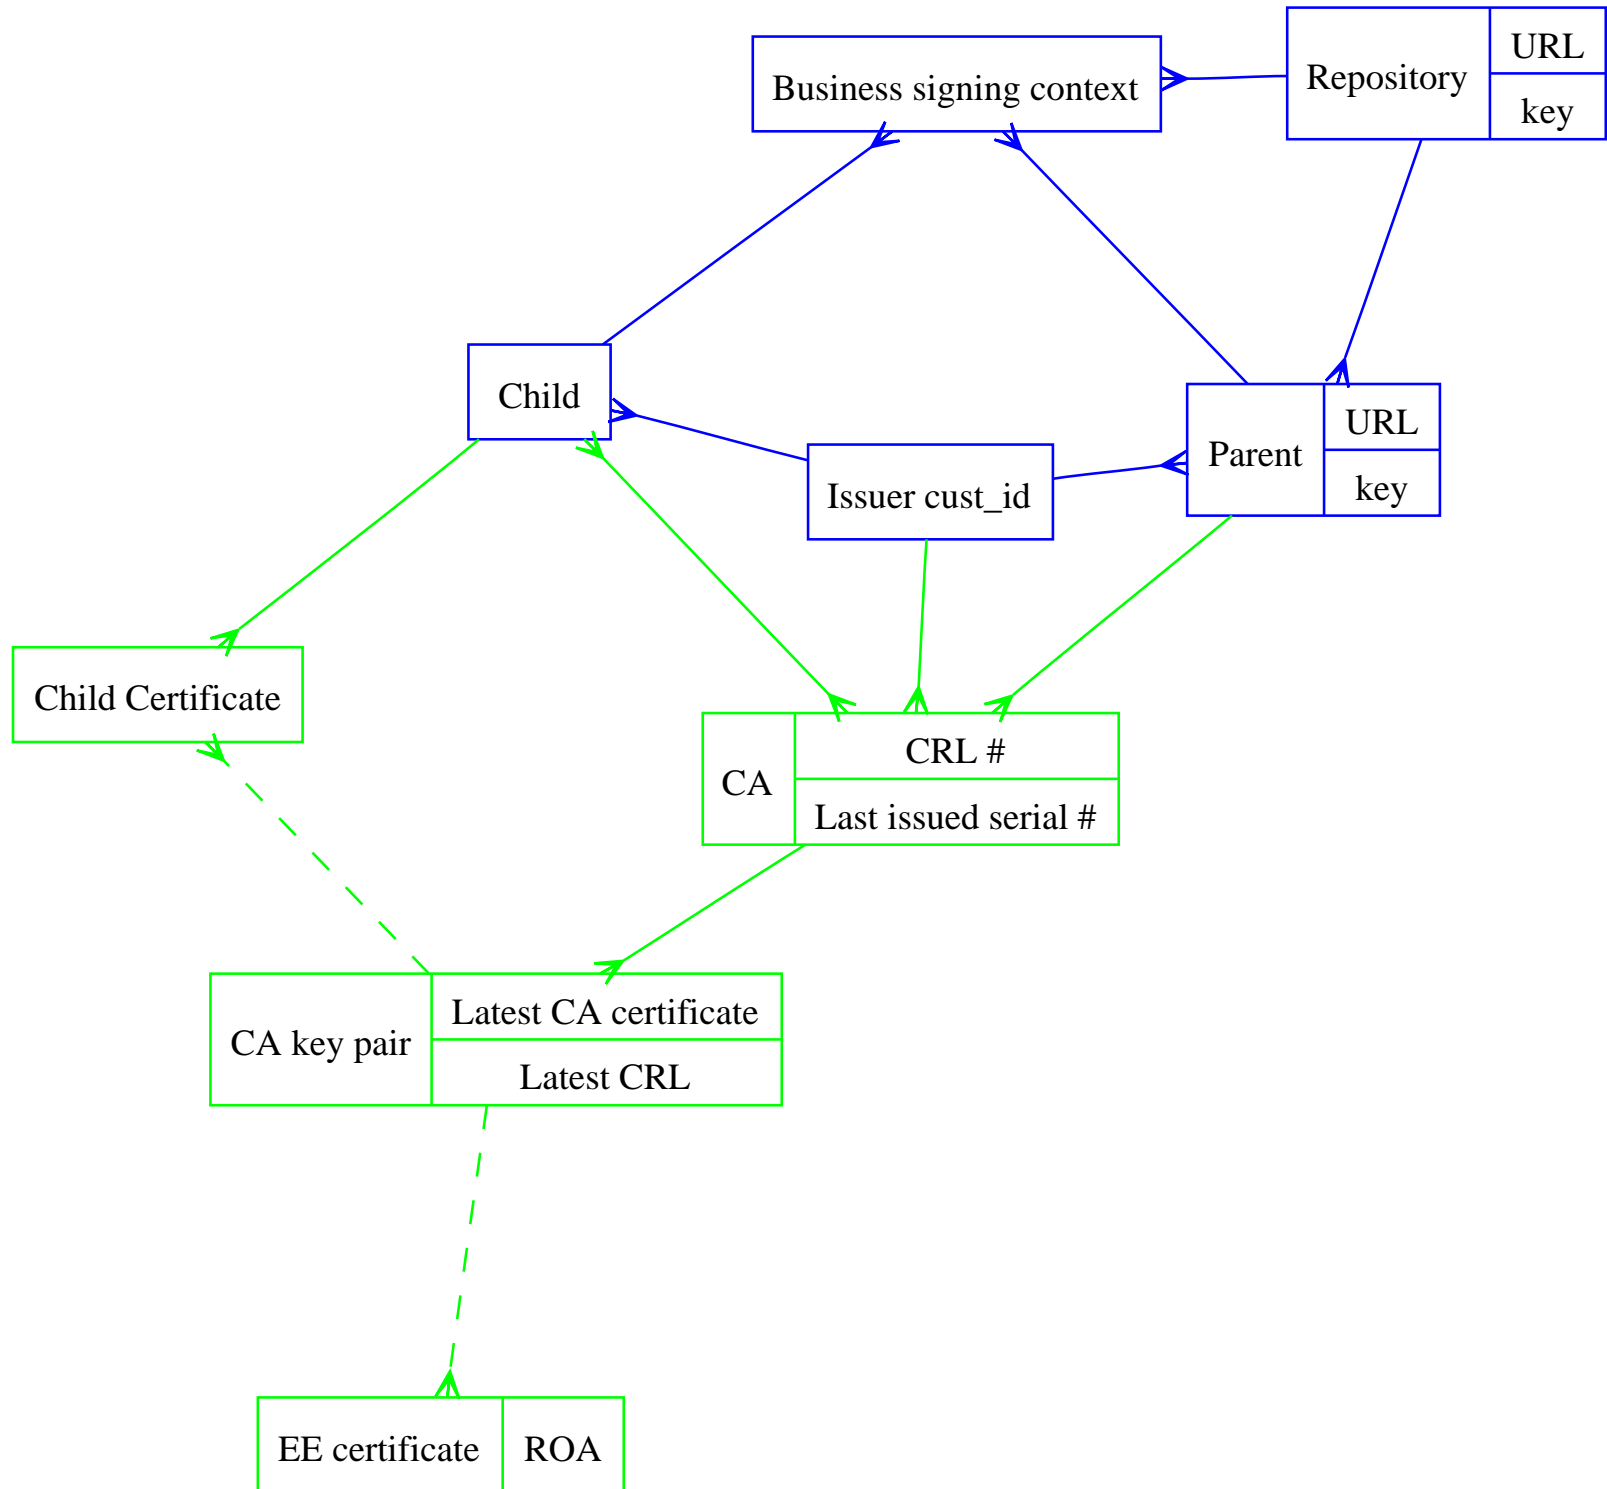 Business signing context
Repository
URL
key
Child
Issuer cust_id
Parent
URL
key
Child Certificate
CA
CRL #
Last issued serial #
CA key pair
Latest CA certificate
Latest CRL
EE certificate
ROA